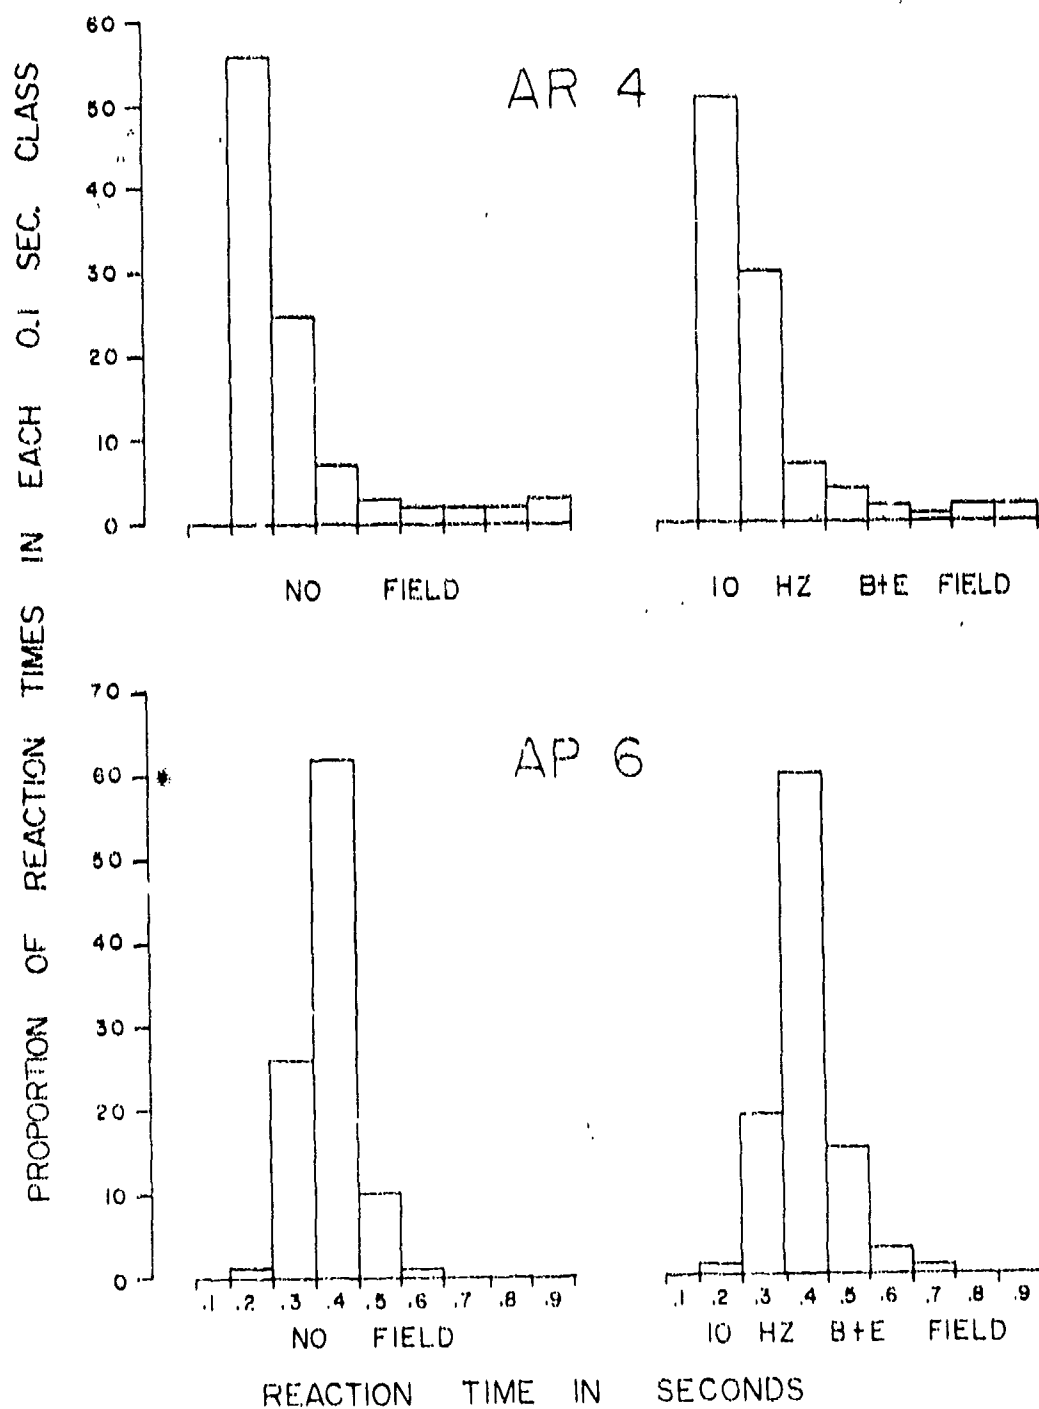 PROPORTION OF REACTION TIMES IN EACH 0.1 SEC. CLASS
AR 4
60
50
40
30
20
10
0
NO FIELD
10 HZ B+E FIELD
AP 6
70
60
50
40
30
20
10
0
.1 .2 .3 .4 .5 .6 .7 .8 .9
.1 .2 .3 .4 .5 .6 .7 .8 .9
NO FIELD
10 HZ B+E FIELD
REACTION TIME IN SECONDS